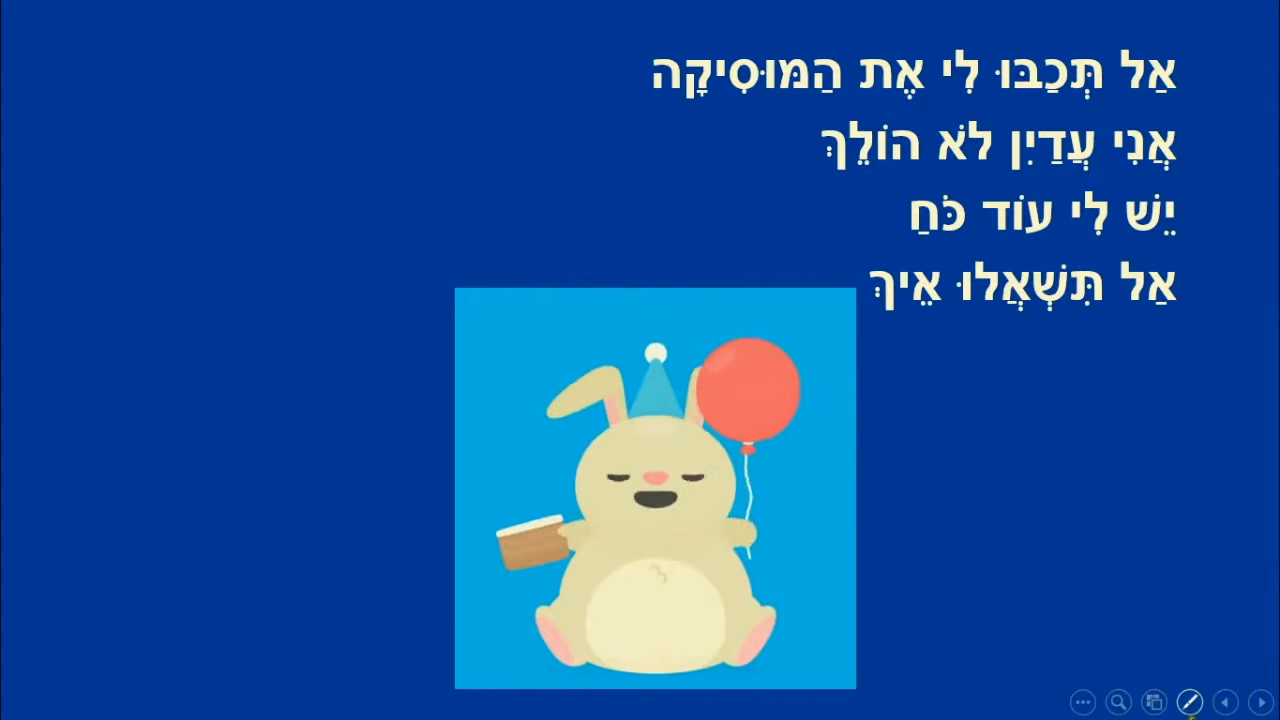 אַל תְּכַבּוּ לִי אֶת הַמּוּסִיקָה
אֲנִי עֲדַיִן לֹא הוֹלֵךְ
יֵשׁ לִי עוֹד כֹּחַ
אַל תִּשְׁאֲלוּ אֵיךְ